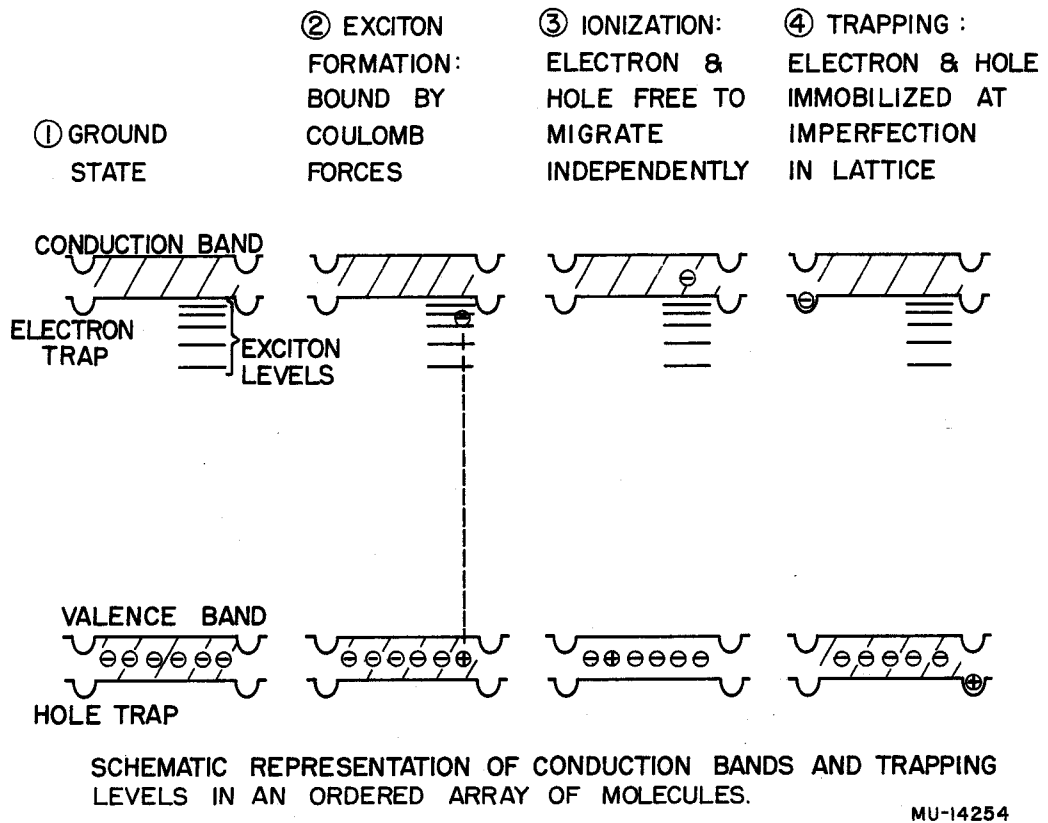 ① GROUND
STATE
② EXCITON
FORMATION:
BOUND BY
COULOMB
FORCES
③ IONIZATION:
ELECTRON &
HOLE FREE TO
MIGRATE
INDEPENDENTLY
④ TRAPPING:
ELECTRON & HOLE
IMMOBILIZED AT
IMPERFECTION
IN LATTICE
CONDUCTION BAND
ELECTRON
TRAP
EXCITON
LEVELS
VALENCE BAND
HOLE TRAP
SCHEMATIC REPRESENTATION OF CONDUCTION BANDS AND TRAPPING
LEVELS IN AN ORDERED ARRAY OF MOLECULES.
MU-14254